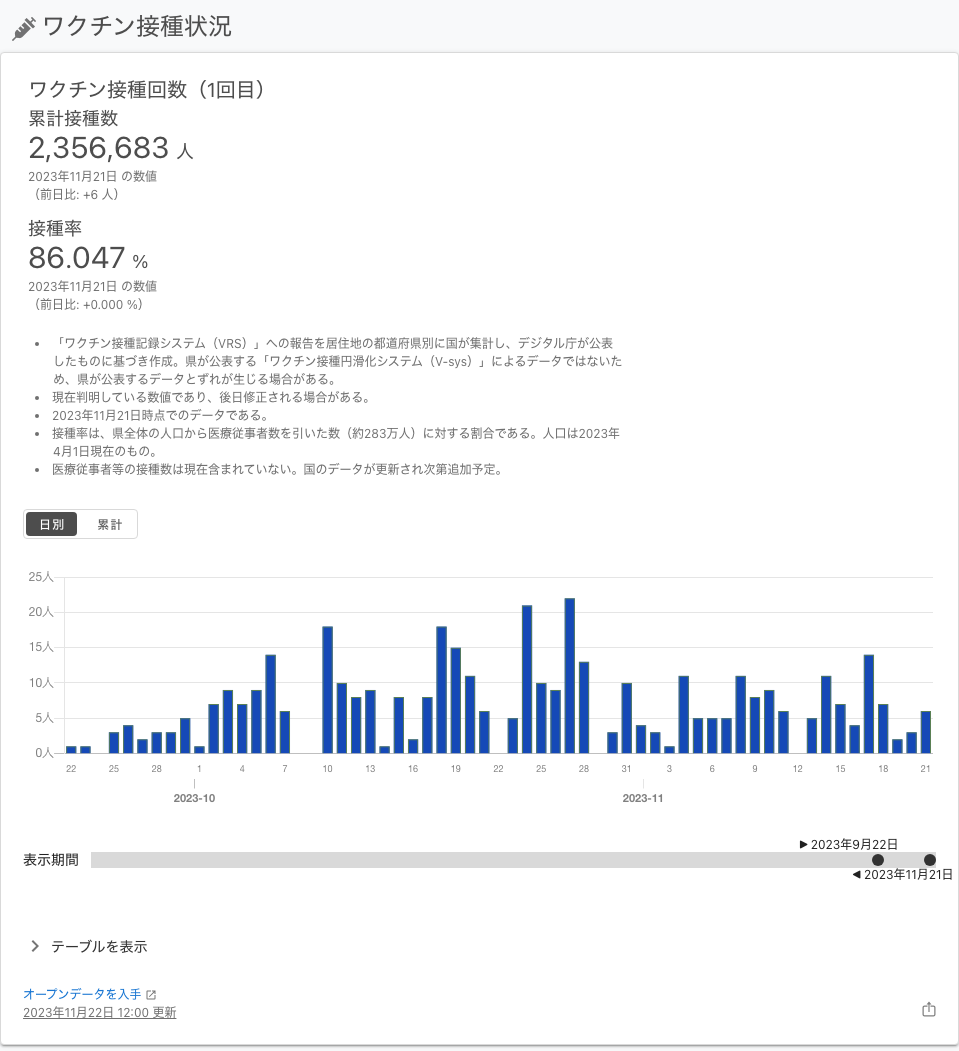 ワクチン接種状況
ワクチン接種回数（1回目）
累計接種数
2,356,683 人
2023年11月21日 の数値
（前日比: +6 人）
接種率
86.047 %
2023年11月21日 の数値
（前日比: +0.000 %）
• 「ワクチン接種記録システム（VRS）」への報告を居住地の都道府県別に国が集計し、デジタル庁が公表
したものに基づき作成。県が公表する「ワクチン接種円滑化システム（V-sys）」によるデータではないた
め、県が公表するデータとずれが生じる場合がある。
• 現在判明している数値であり、後日修正される場合がある。
• 2023年11月21日時点でのデータである。
• 接種率は、県全体の人口から医療従事者数を引いた数（約283万人）に対する割合である。人口は2023年
4月1日現在のもの。
• 医療従事者等の接種数は現在含まれていない。国のデータが更新され次第追加予定。
日別 累計
25人
20人
15人
10人
5人
0人
22 25 28 1 4 7 10 13 16 19 22 25 28 31 3 6 9 12 15 18 21
2023-10 2023-11
▶ 2023年9月22日
表示期間
◀ 2023年11月21日
テーブルを表示
オープンデータを入手
2023年11月22日 12:00 更新